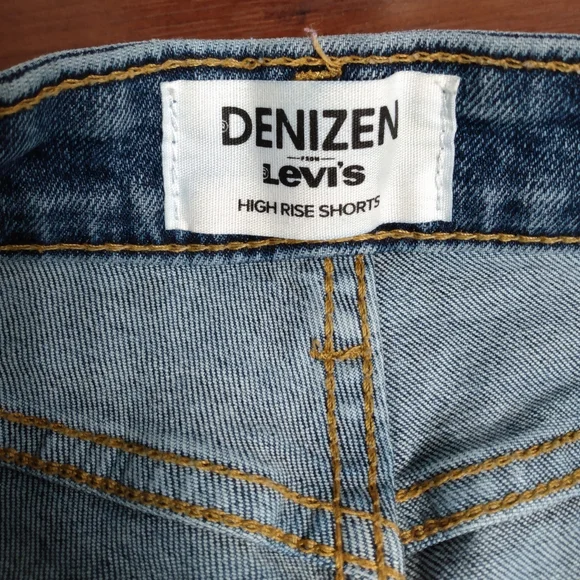 DENIZEN
FROM
Levi's
HIGH RISE SHORTS